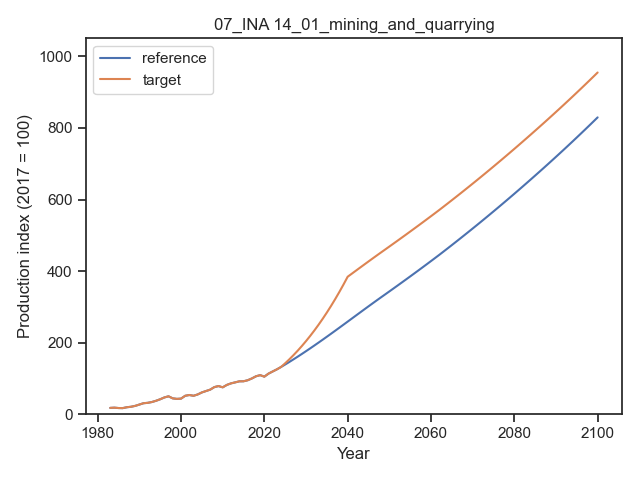 07_INA 14_01_mining_and_quarrying
reference
target
Production index (2017 = 100)
1000
800
600
400
200
0
1980
2000
2020
2040
2060
2080
2100
Year